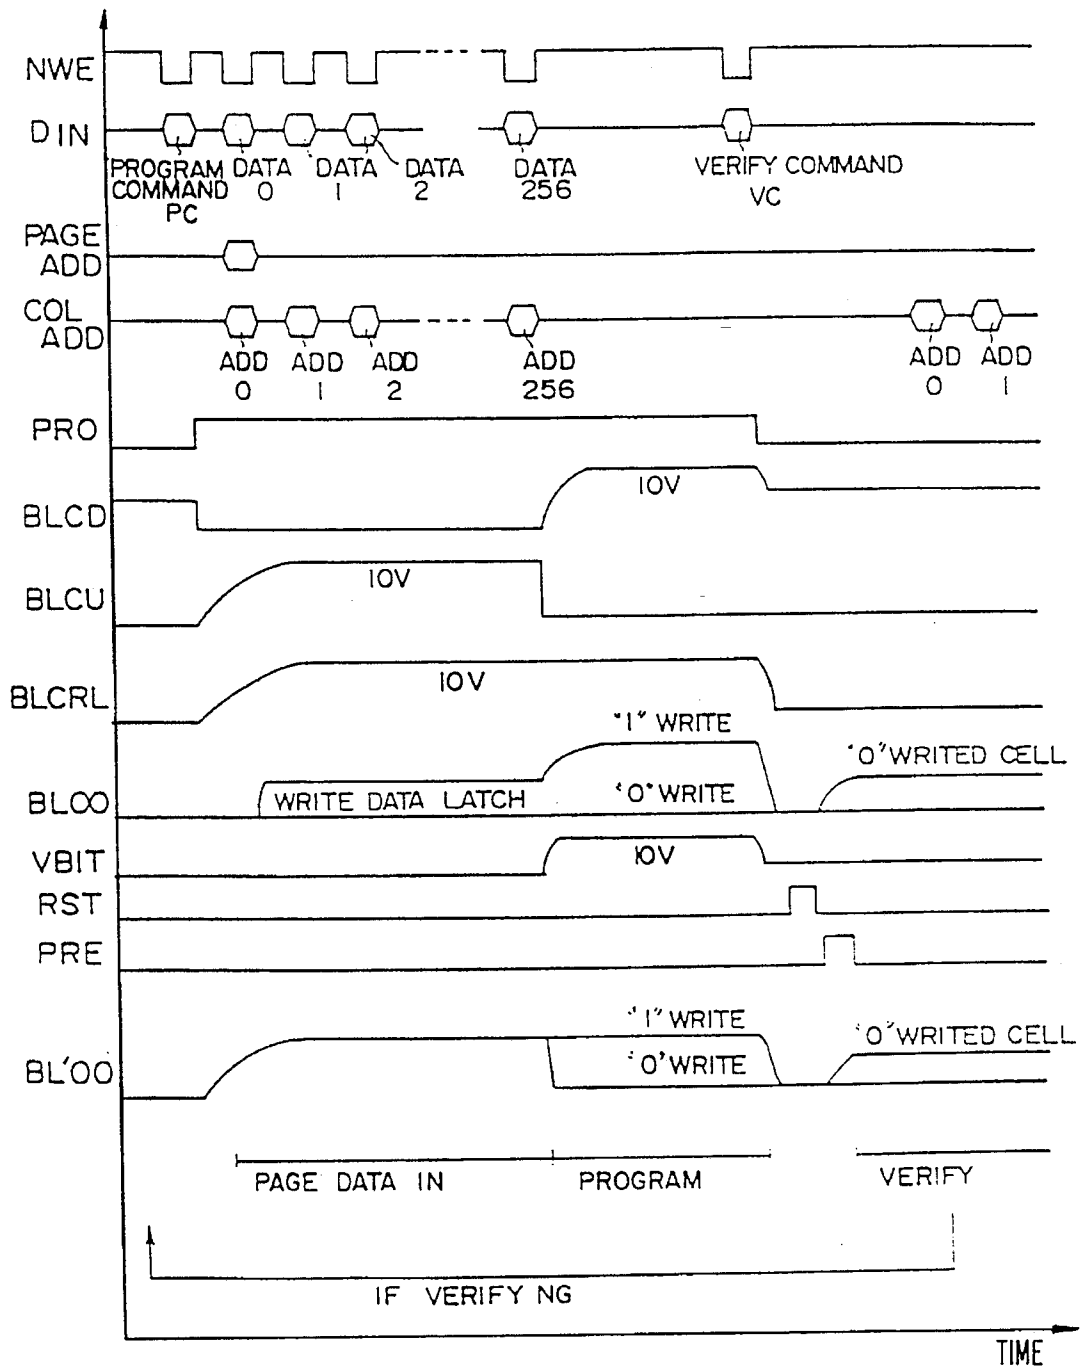 NWE
DIN
PROGRAM DATA DATA DATA DATA VERIFY COMMAND
COMMAND 0 1 2 256 VC
PC
PAGE
ADD
COL
ADD
ADD ADD ADD ADD ADD ADD
0 1 2 256 0 1
PRO
10V
BLCD
10V
BLCU
10V
BLCRL
"1" WRITE
"0" WRITED CELL
WRITE DATA LATCH "0" WRITE
BL00
VBIT 10V
RST
PRE
"1" WRITE
"0" WRITED CELL
"0" WRITE
BL'00
PAGE DATA IN PROGRAM VERIFY
IF VERIFY NG
TIME